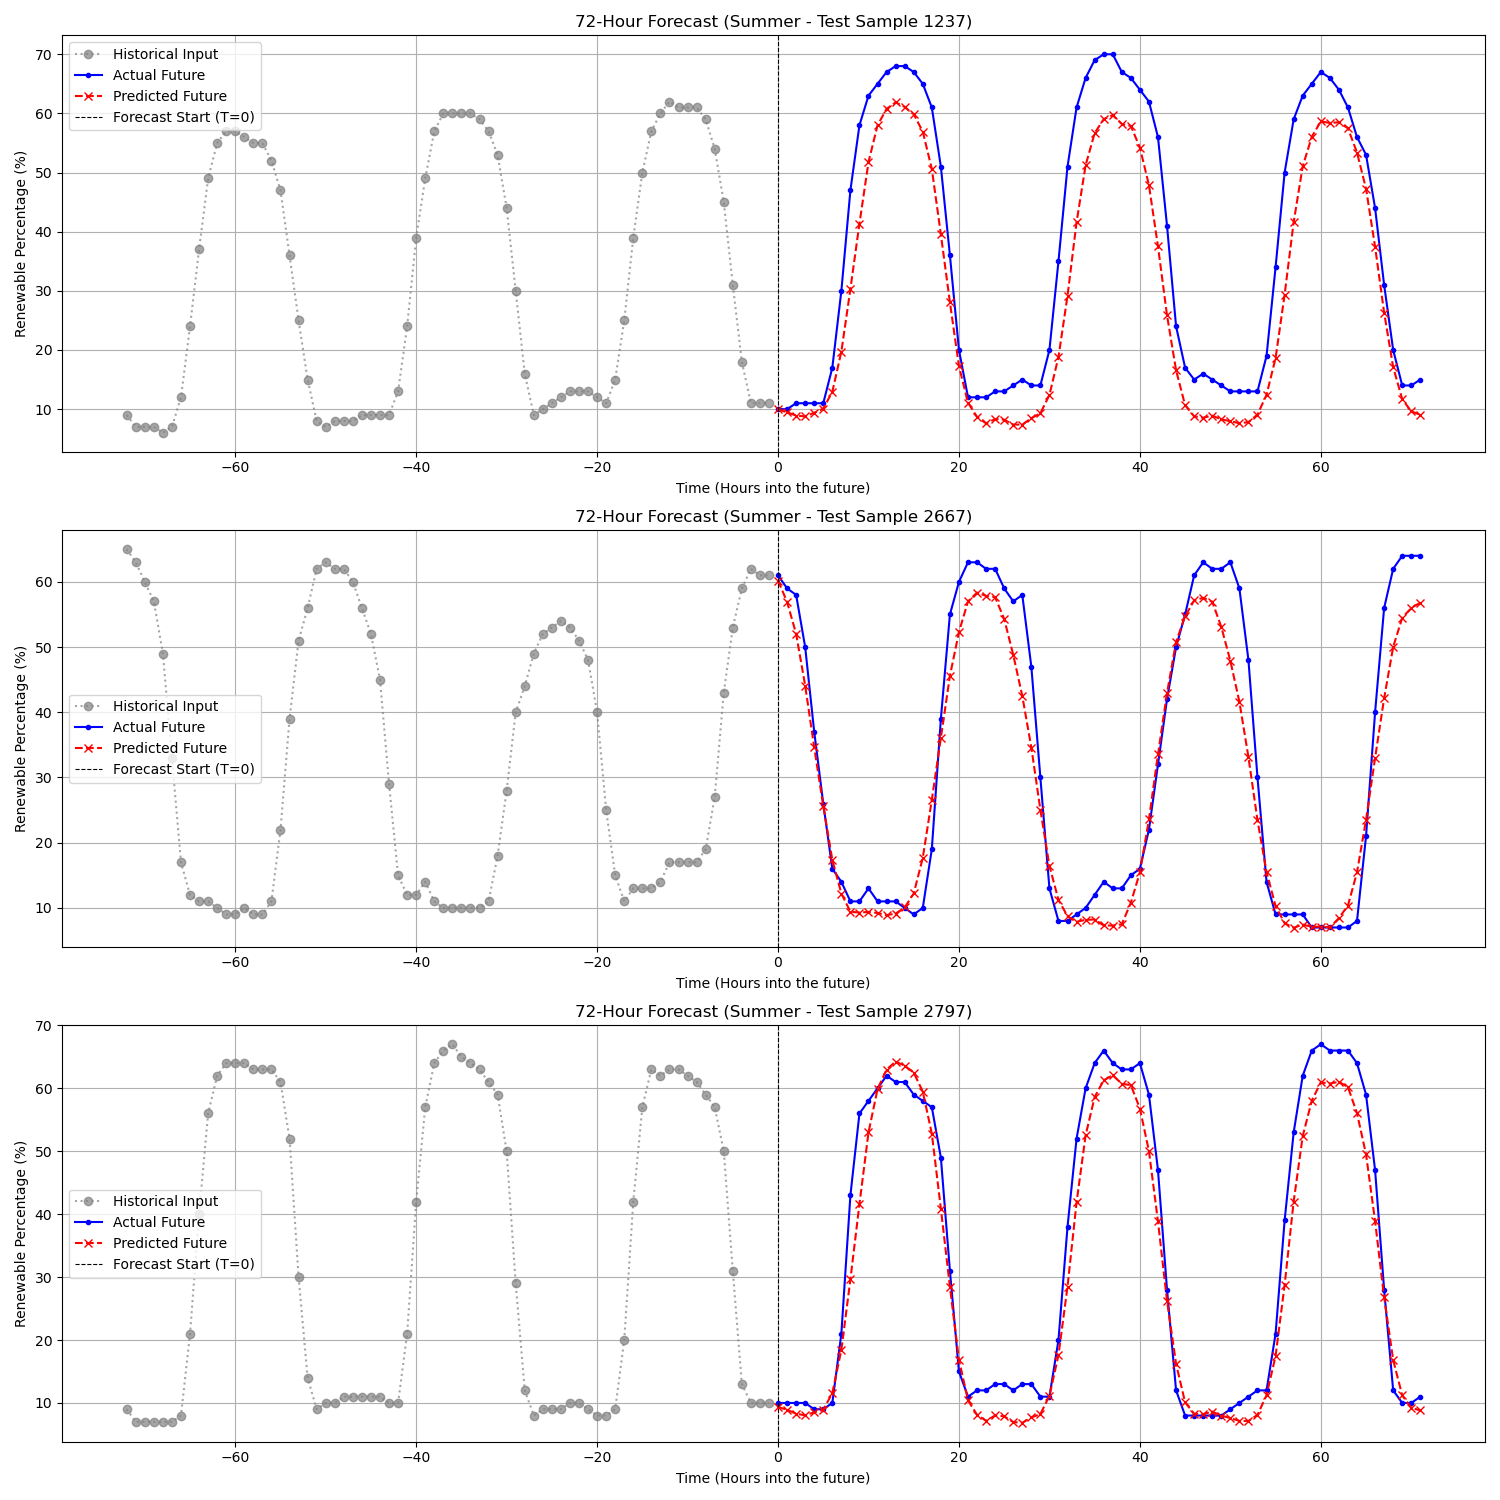 72-Hour Forecast (Summer - Test Sample 1237)
Historical Input
Actual Future
Predicted Future
Forecast Start (T=0)
Renewable Percentage (%)
70
60
50
40
30
20
10
−60
−40
−20
0
20
40
60
Time (Hours into the future)
72-Hour Forecast (Summer - Test Sample 2667)
Historical Input
Actual Future
Predicted Future
Forecast Start (T=0)
Renewable Percentage (%)
60
50
40
30
20
10
−60
−40
−20
0
20
40
60
Time (Hours into the future)
72-Hour Forecast (Summer - Test Sample 2797)
Historical Input
Actual Future
Predicted Future
Forecast Start (T=0)
Renewable Percentage (%)
70
60
50
40
30
20
10
−60
−40
−20
0
20
40
60
Time (Hours into the future)